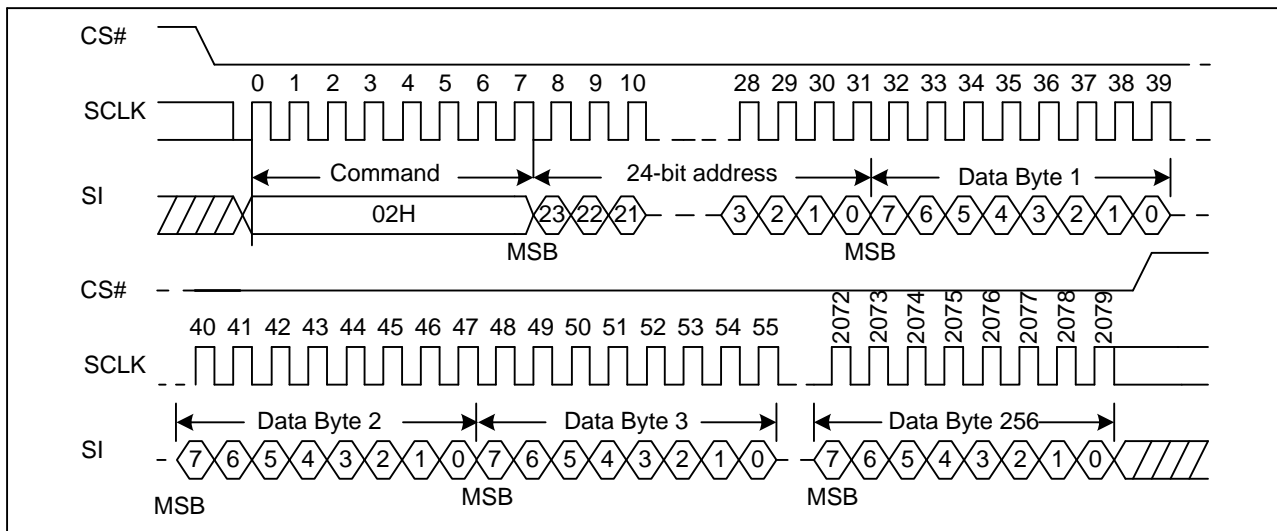 CS#
0 1 2 3 4 5 6 7 8 9 10 28 29 30 31 32 33 34 35 36 37 38 39
SCLK
Command 24-bit address Data Byte 1
SI
02H 23 22 21 3 2 1 0 7 6 5 4 3 2 1 0
MSB MSB
CS#
40 41 42 43 44 45 46 47 48 49 50 51 52 53 54 55 2072 2073 2074 2075 2076 2077 2078 2079
SCLK
Data Byte 2 Data Byte 3 Data Byte 256
SI
7 6 5 4 3 2 1 0 7 6 5 4 3 2 1 0 7 6 5 4 3 2 1 0
MSB MSB MSB